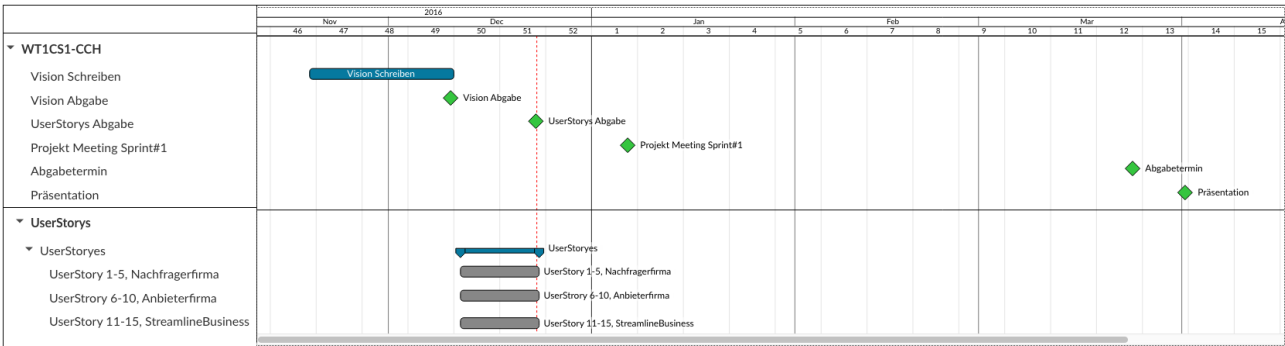 2016
Nov Dec Jan Feb Mar A
46 47 48 49 50 51 52 1 2 3 4 5 6 7 8 9 10 11 12 13 14 15
WT1CS1-CCH
Vision Schreiben Vision Schreiben
Vision Abgabe Vision Abgabe
UserStorys Abgabe UserStorys Abgabe
Projekt Meeting Sprint#1 Projekt Meeting Sprint#1
Abgabetermin Abgabetermin
Präsentation Präsentation
UserStorys
UserStoryes UserStoryes
UserStory 1-5, Nachfragerfirma UserStory 1-5, Nachfragerfirma
UserStrory 6-10, Anbieterfirma UserStrory 6-10, Anbieterfirma
UserStory 11-15, StreamlineBusiness UserStory 11-15, StreamlineBusiness